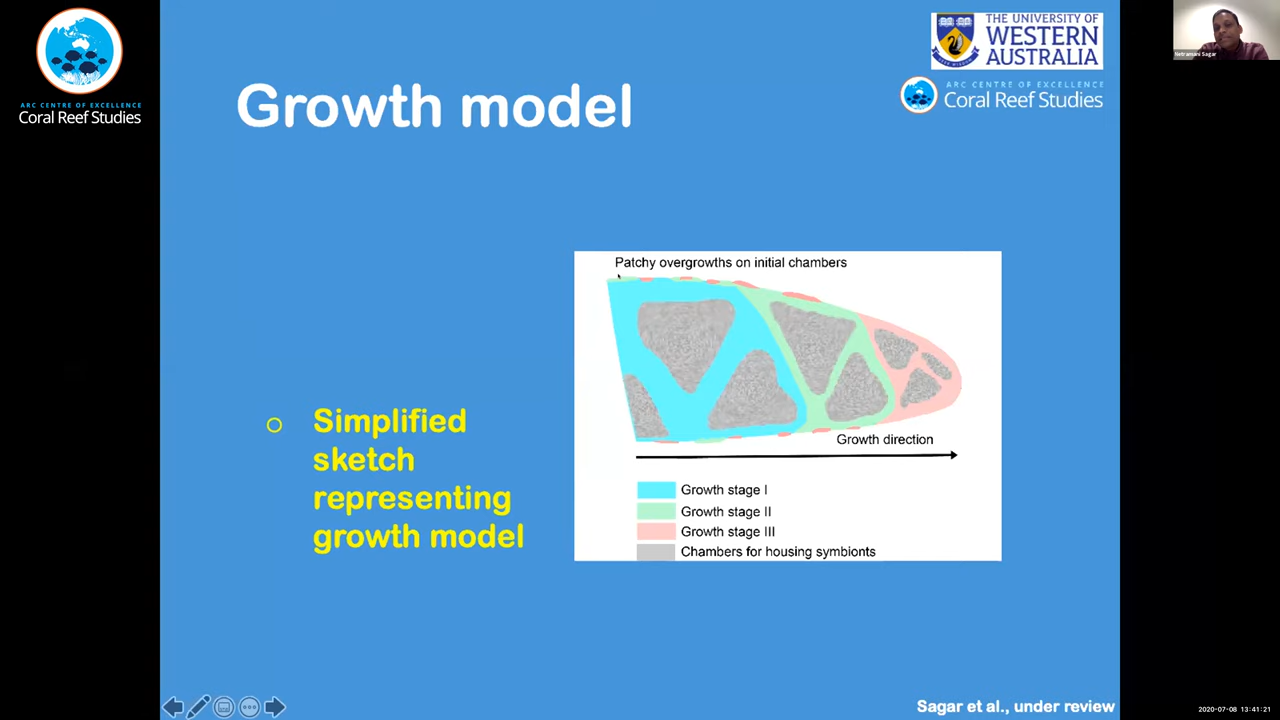 ARC CENTRE OF EXCELLENCE
Coral Reef Studies
THE UNIVERSITY OF
WESTERN
AUSTRALIA
ARC CENTRE OF EXCELLENCE
Coral Reef Studies
Netramani Sagar
Growth model
Patchy overgrowths on initial chambers
Growth direction
Growth stage I
Growth stage II
Growth stage III
Chambers for housing symbionts
Simplified
sketch
representing
growth model
Sagar et al., under review
2020-07-08 13:41:21